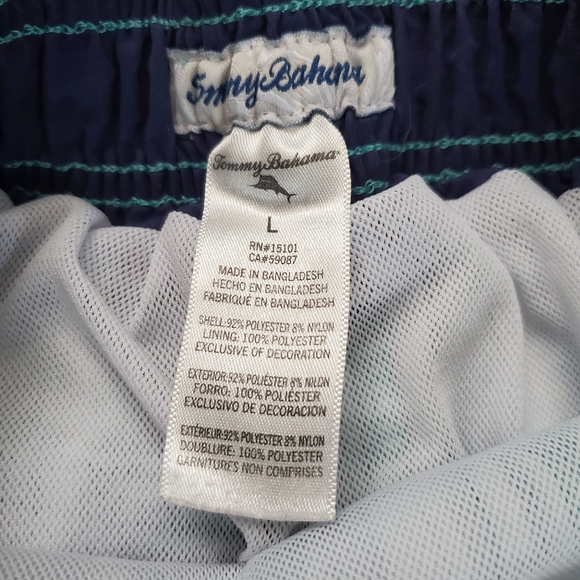 Tommy Bahama
Tommy Bahama
L
RN#15101
CA#59087
MADE IN BANGLADESH
HECHO EN BANGLADESH
FABRIQUÉ EN BANGLADESH
SHELL:92% POLYESTER 8% NYLON
LINING: 100% POLYESTER
EXCLUSIVE OF DECORATION
EXTERIOR:92% POLIÉSTER 8% NILON
FORRO: 100% POLIÉSTER
EXCLUSIVO DE DECORACIÓN
EXTÉRIEUR:92% POLYESTER 8% NYLON
DOUBLURE: 100% POLYESTER
GARNITURES NON COMPRISES